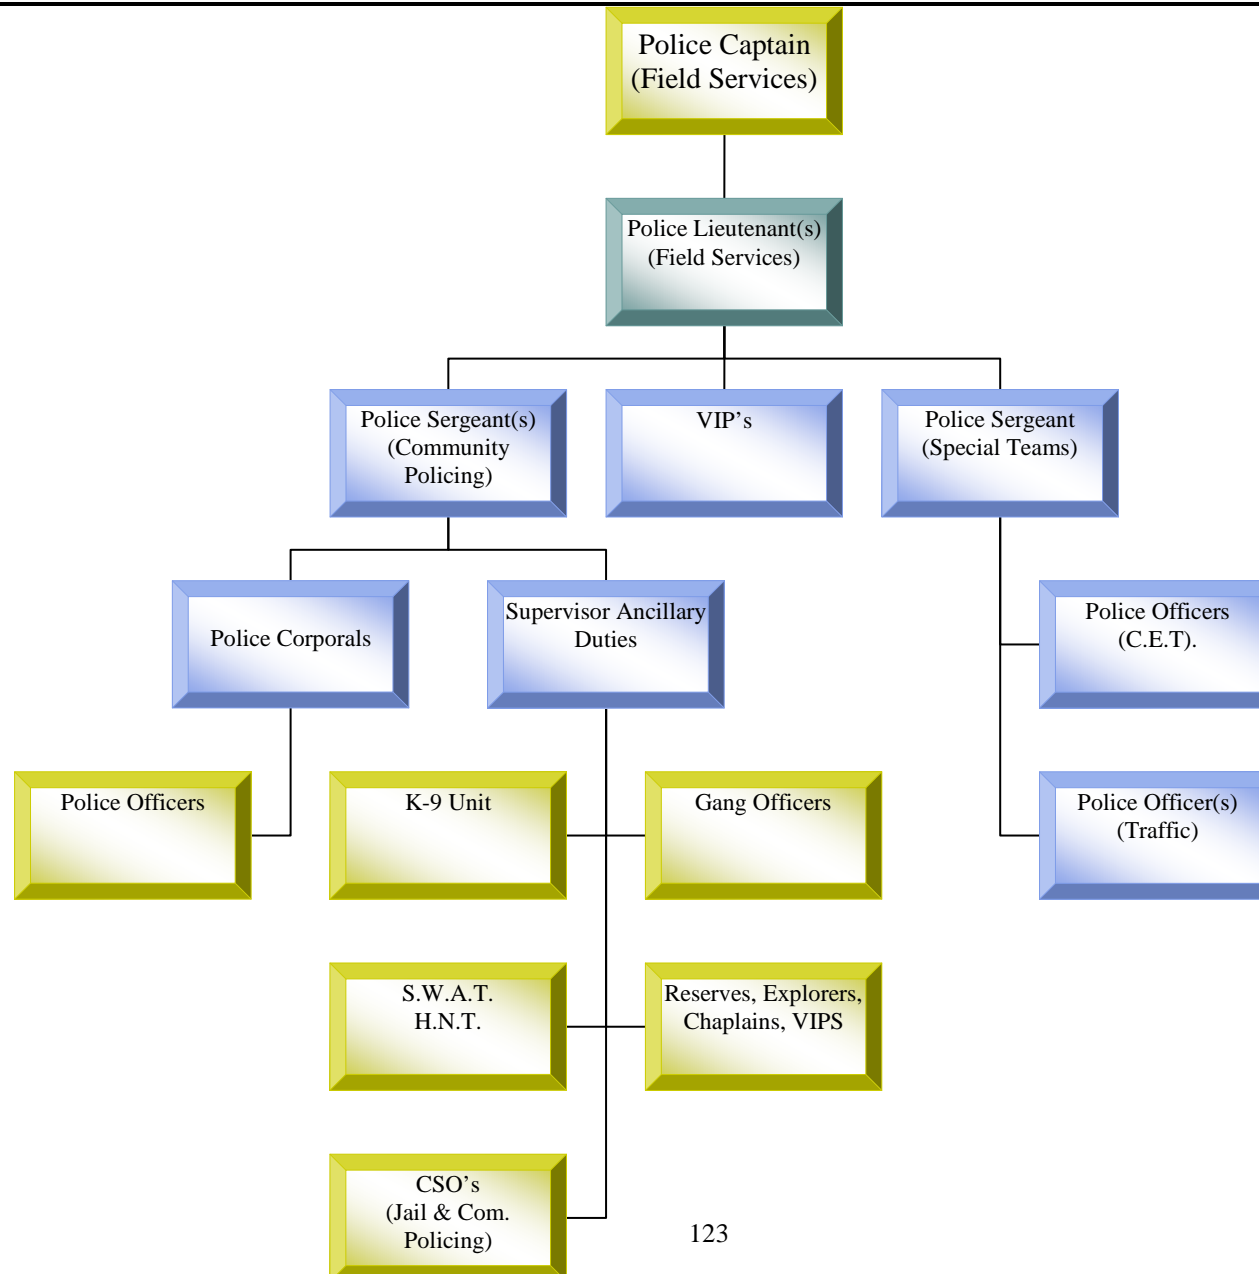 Police Captain
(Field Services)
Police Lieutenant(s)
(Field Services)
Police Sergeant(s)
(Community
Policing)
VIP’s
Police Sergeant
(Special Teams)
Police Corporals
Supervisor Ancillary
Duties
Police Officers
(C.E.T).
Police Officers
K-9 Unit
Gang Officers
Police Officer(s)
(Traffic)
S.W.A.T.
H.N.T.
Reserves, Explorers,
Chaplains, VIPS
CSO’s
(Jail & Com.
Policing)
123